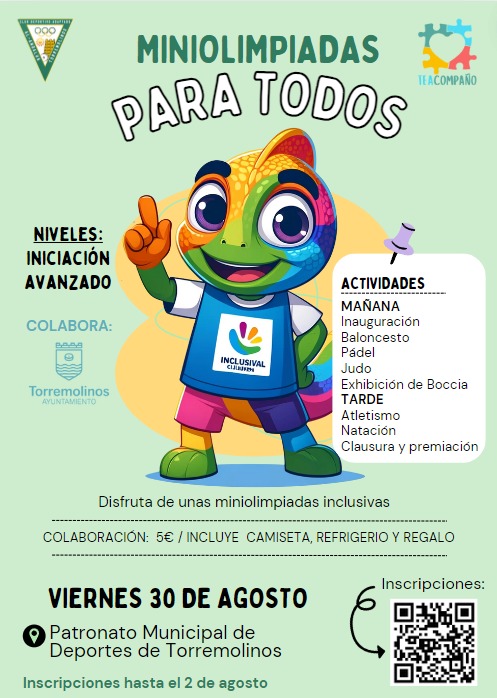 MINIOLIMPIADAS
PARA TODOS
TEACOMPAÑO
NIVELES:
INICIACIÓN
AVANZADO
COLABORA:
Torremolinos
AYUNTAMIENTO
INCLUSIVAL
ACTIVIDADES
MAÑANA
Inauguración
Baloncesto
Pádel
Judo
Exhibición de Boccia
TARDE
Atletismo
Natación
Clausura y premiación
Disfruta de unas miniolimpiadas inclusivas
COLABORACIÓN: 5€ / INCLUYE CAMISETA, REFRIGERIO Y REGALO
VIERNES 30 DE AGOSTO
Patronato Municipal de
Deportes de Torremolinos
Inscripciones:
Inscripciones hasta el 2 de agosto